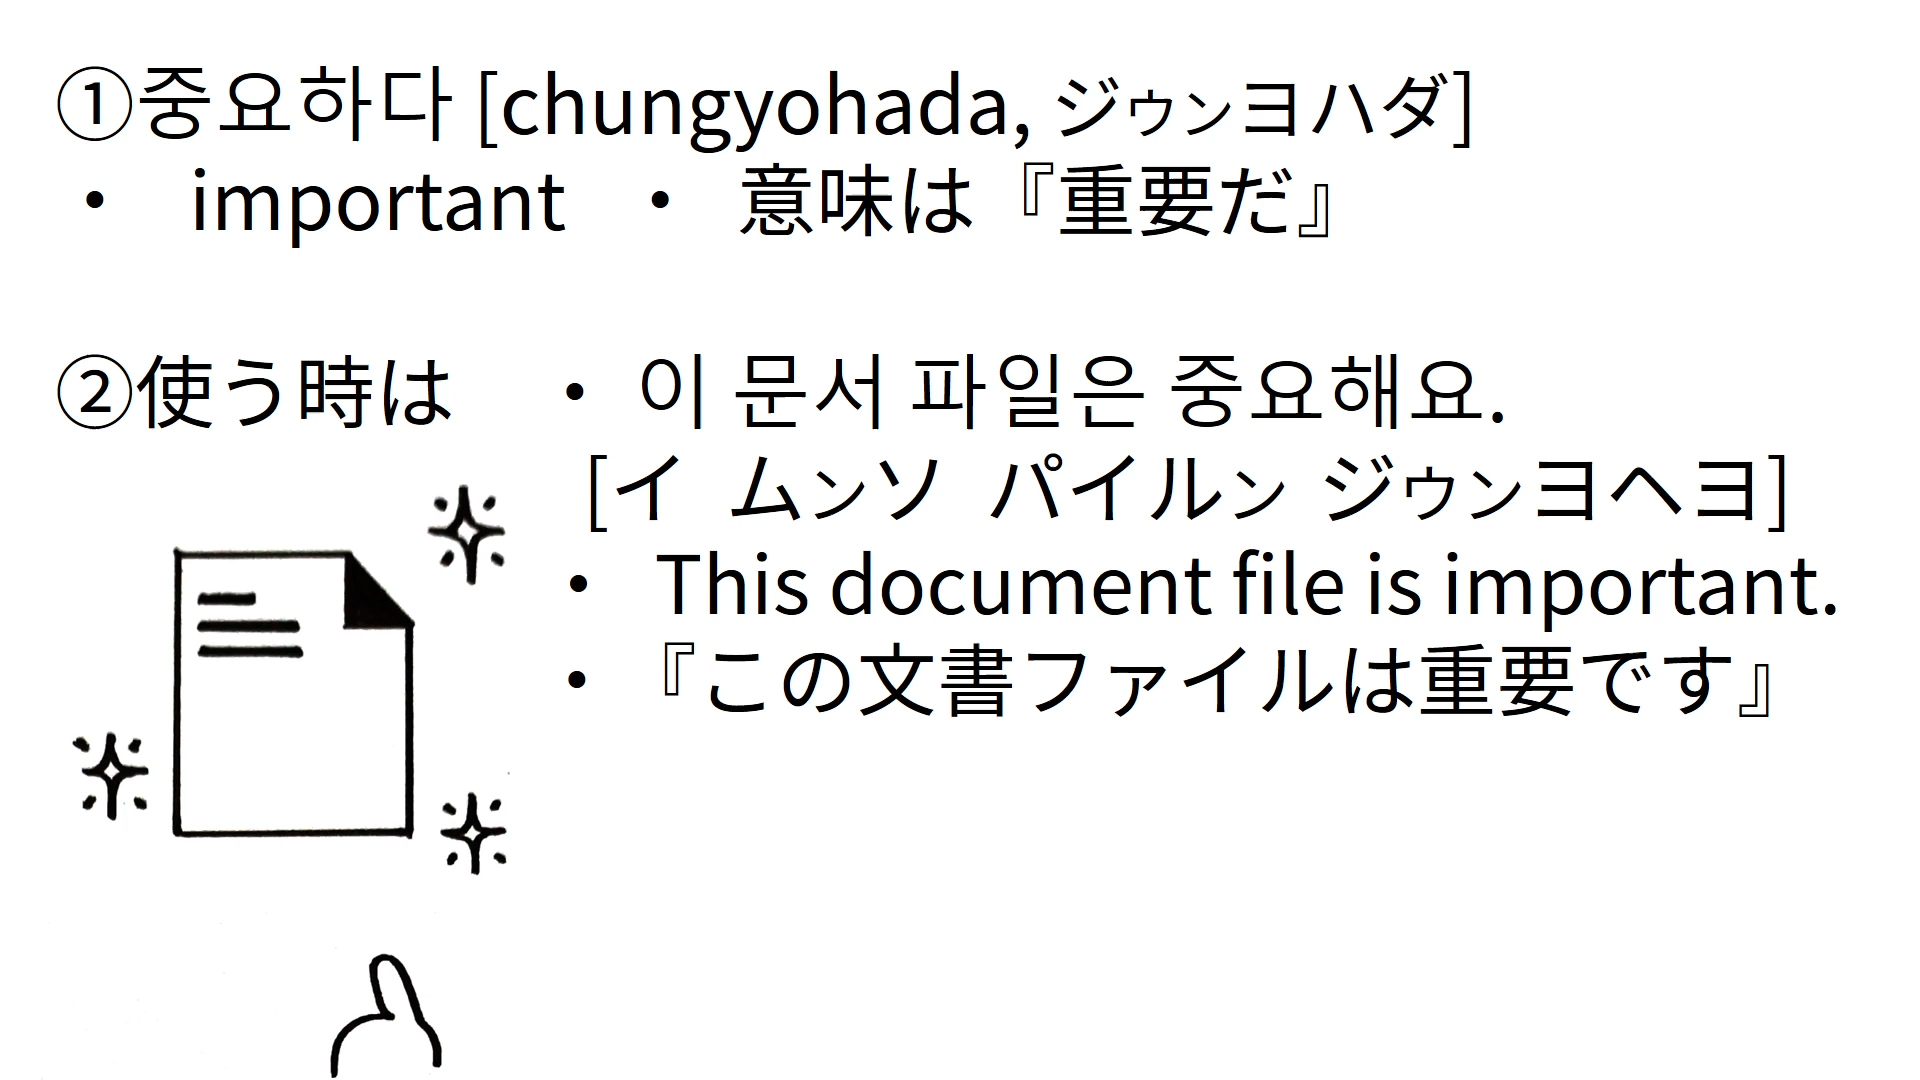 ①중요하다 [chungyohada, ジゥンヨハダ]
・ important ・ 意味は『重要だ』
②使う時は ・ 이 문서 파일은 중요해요.
[イ ムンソ パイルン ジゥンヨヘヨ]
・ This document file is important.
・『この文書ファイルは重要です』